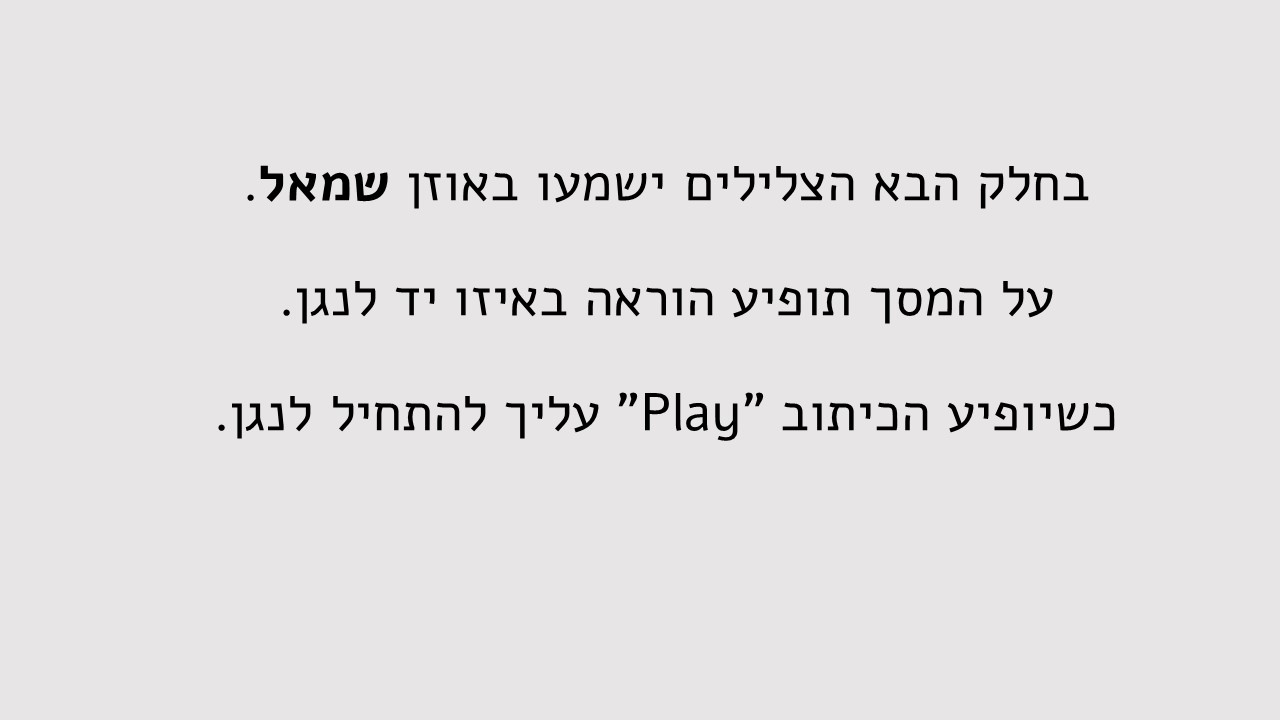 בחלק הבא הצלילים ישמעו באוזן שמאל.
על המסך תופיע הוראה באיזו יד לנגן.
כשיופיע הכיתוב ”Play” עליך להתחיל לנגן.